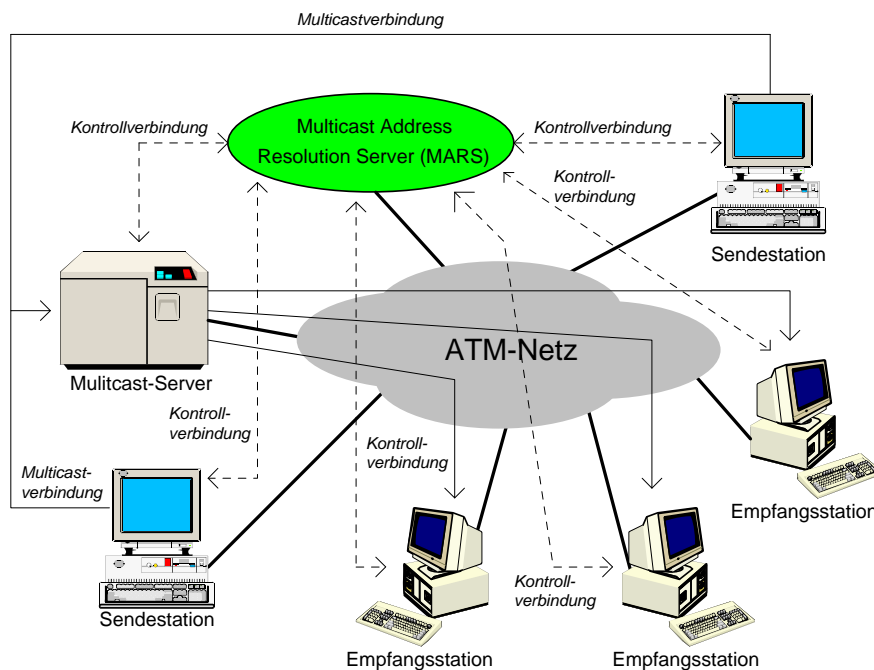 Multicastverbindung
Kontrollverbindung
Multicast Address
Resolution Server (MARS)
Kontrollverbindung
Kontroll-
verbindung
Sendestation
ATM-Netz
Mulitcast-Server
Kontroll-
verbindung
Kontroll-
verbindung
Multicast-
verbindung
Empfangsstation
Kontroll-
verbindung
Sendestation
Empfangsstation
Empfangsstation